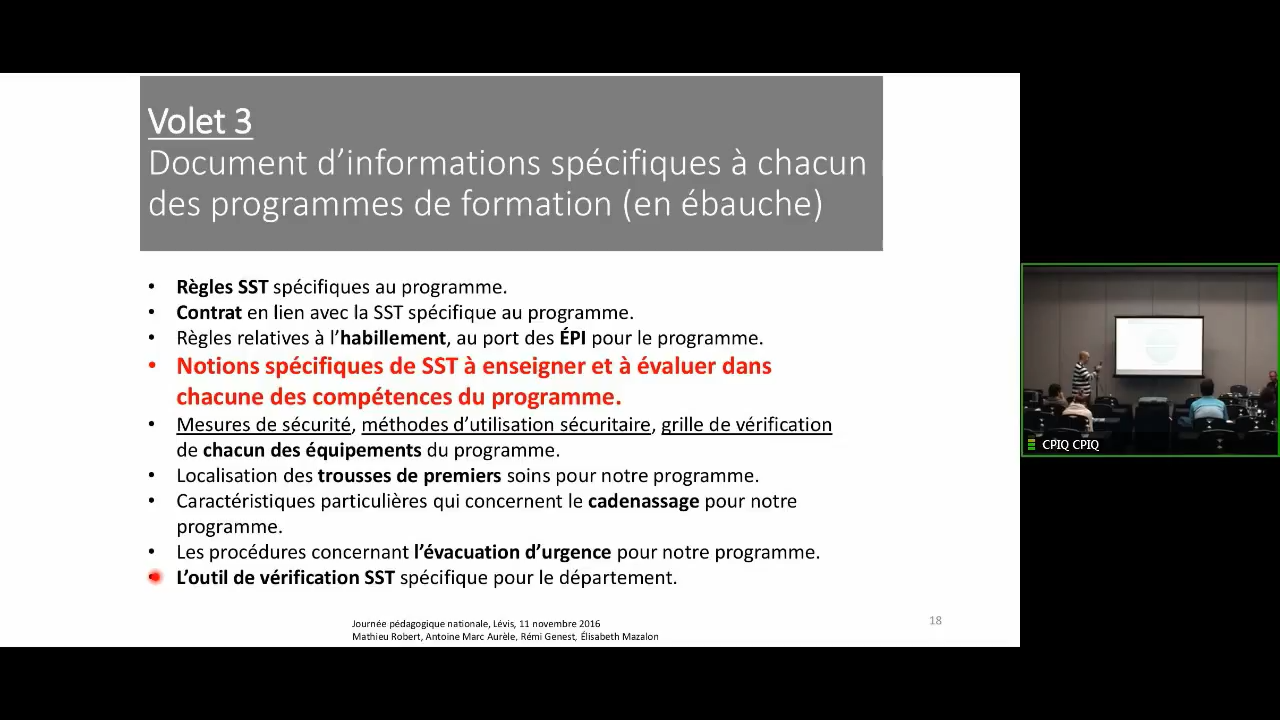 Volet 3
Document d’informations spécifiques à chacun
des programmes de formation (en ébauche)
• Règles SST spécifiques au programme.
• Contrat en lien avec la SST spécifique au programme.
• Règles relatives à l’habillement, au port des ÉPI pour le programme.
• Notions spécifiques de SST à enseigner et à évaluer dans
chacune des compétences du programme.
• Mesures de sécurité, méthodes d’utilisation sécuritaire, grille de vérification
de chacun des équipements du programme.
• Localisation des trousses de premiers soins pour notre programme.
• Caractéristiques particulières qui concernent le cadenassage pour notre
programme.
• Les procédures concernant l’évacuation d’urgence pour notre programme.
• L’outil de vérification SST spécifique pour le département.
Journée pédagogique nationale, Lévis, 11 novembre 2016
Mathieu Robert, Antoine Marc Aurèle, Rémi Genest, Élisabeth Mazalon
18
CPIQ CPIQ